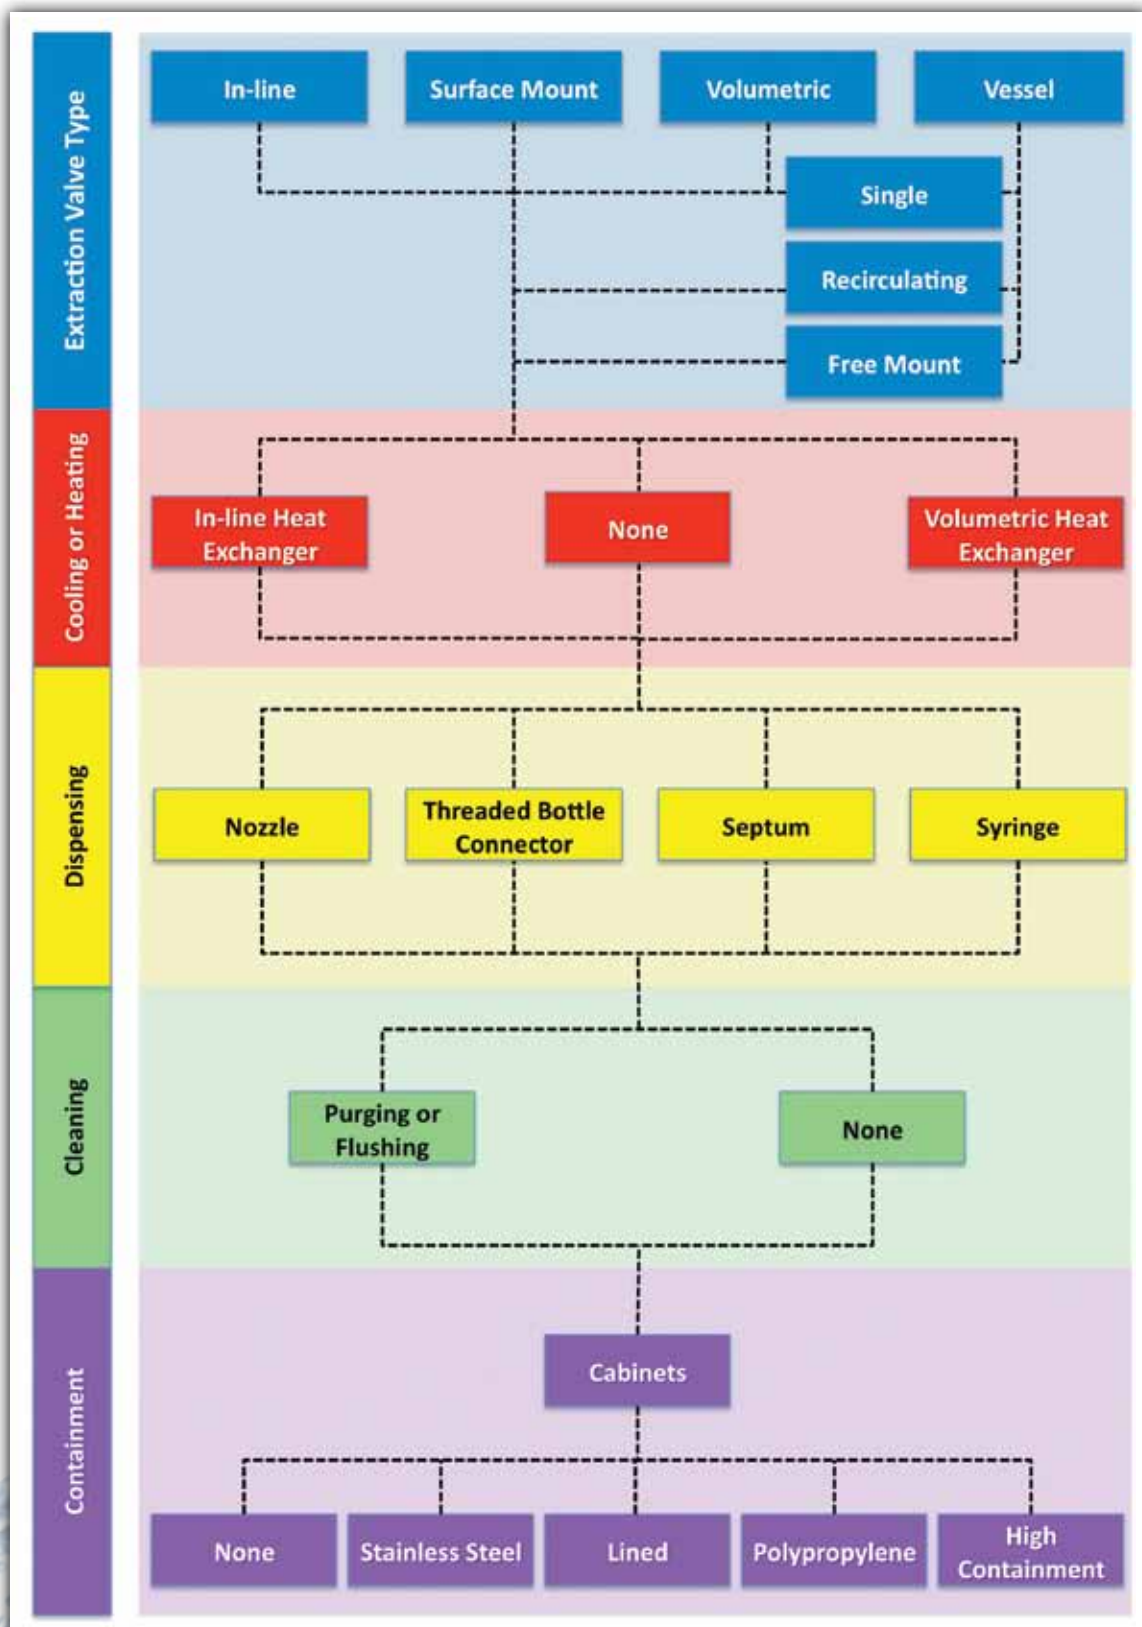 Extraction Valve Type
In-line
Surface Mount
Volumetric
Vessel
Single
Recirculating
Free Mount
Cooling or Heating
In-line Heat
Exchanger
None
Volumetric Heat
Exchanger
Dispensing
Nozzle
Threaded Bottle
Connector
Septum
Syringe
Cleaning
Purging or
Flushing
None
Containment
Cabinets
None
Stainless Steel
Lined
Polypropylene
High
Containment